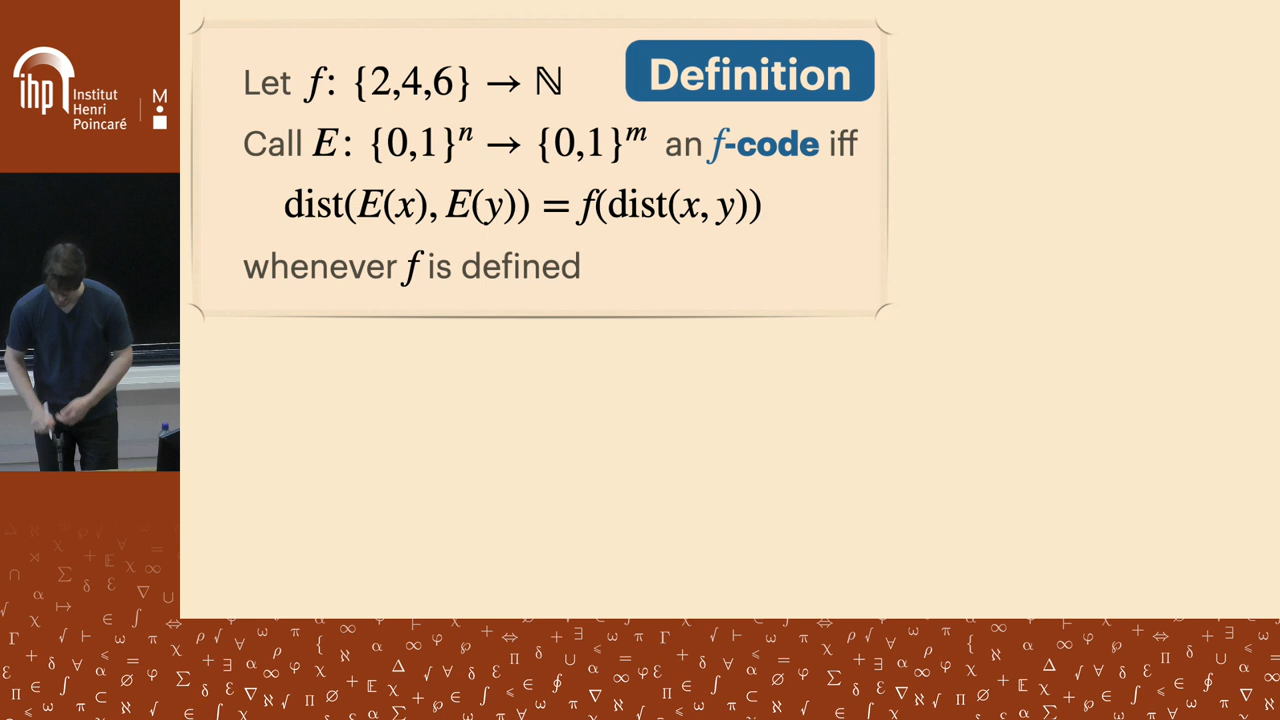 ihp Institut
Henri
Poincaré
M
Let f: {2,4,6} → ℕ
Definition
Call E: {0,1}ⁿ → {0,1}ᵐ an f-code iff
dist(E(x), E(y)) = f(dist(x, y))
whenever f is defined